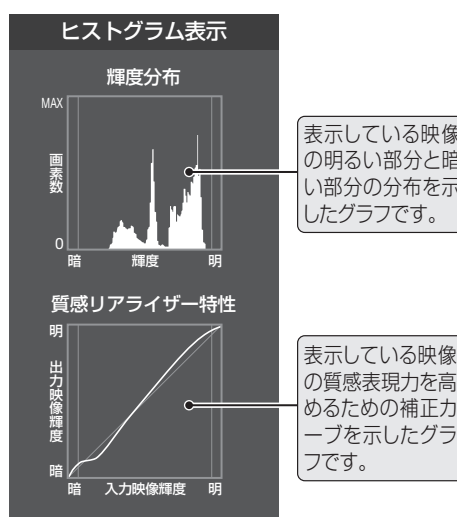 ヒストグラム表示
輝度分布
MAX
画素数
0
暗
輝度
明
表示している映像
の明るい部分と暗
い部分の分布を示
したグラフです。
質感リアライザー特性
明
出力映像輝度
暗
暗
入力映像輝度
明
表示している映像
の質感表現力を高
めるための補正カ
ーブを示したグラ
フです。